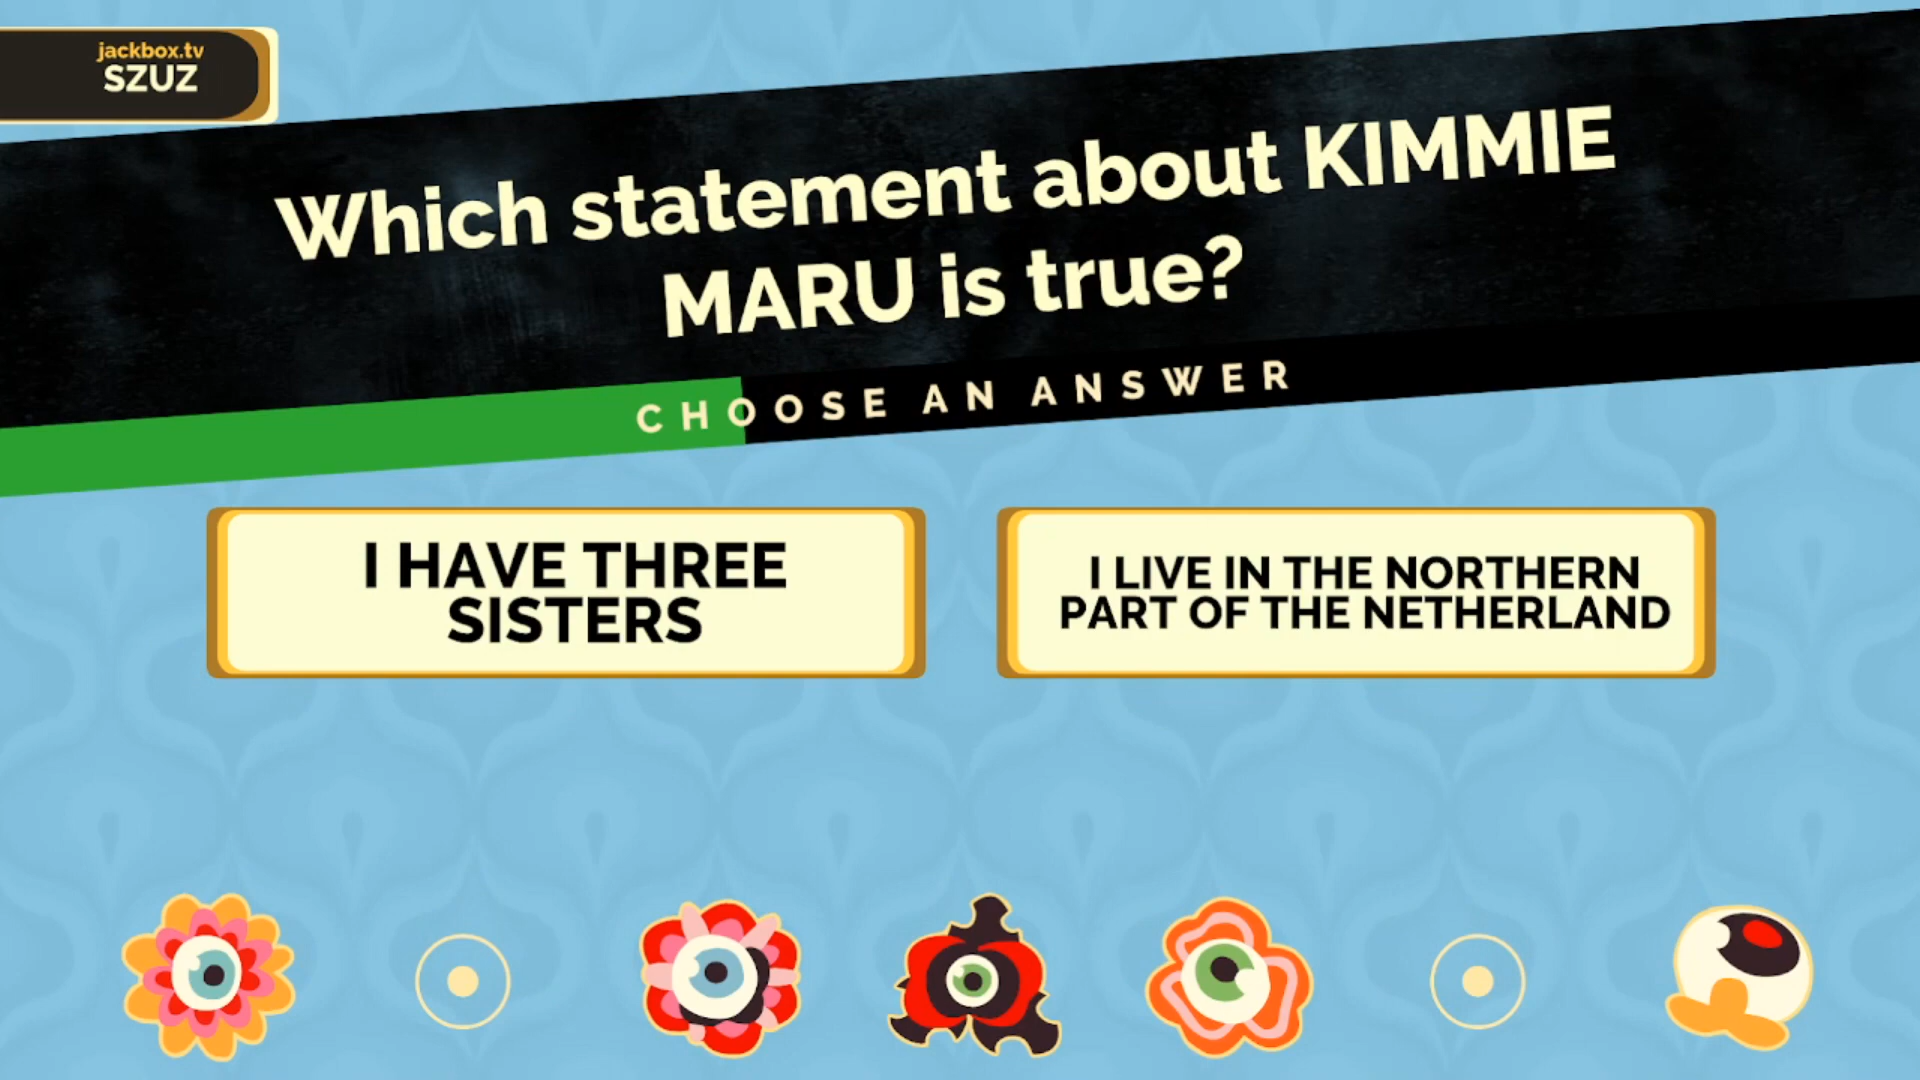 jackbox.tv
SZUZ
Which statement about KIMMIE
MARU is true?
CHOOSE AN ANSWER
I HAVE THREE
SISTERS
I LIVE IN THE NORTHERN
PART OF THE NETHERLAND